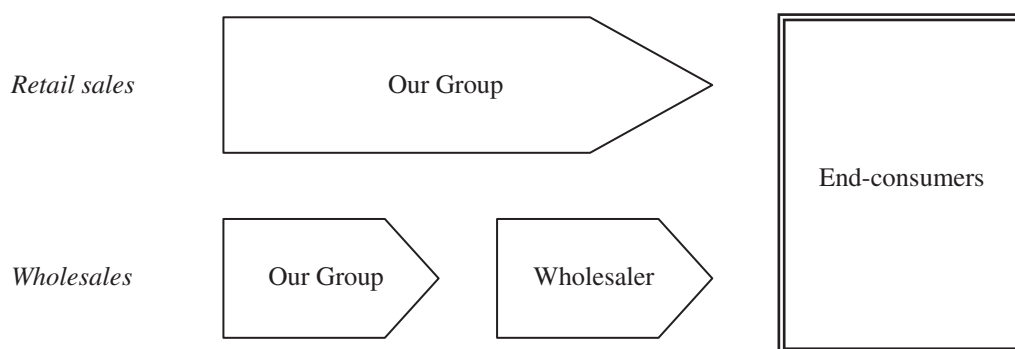 Retail sales
Our Group
End-consumers
Wholesales
Our Group
Wholesaler